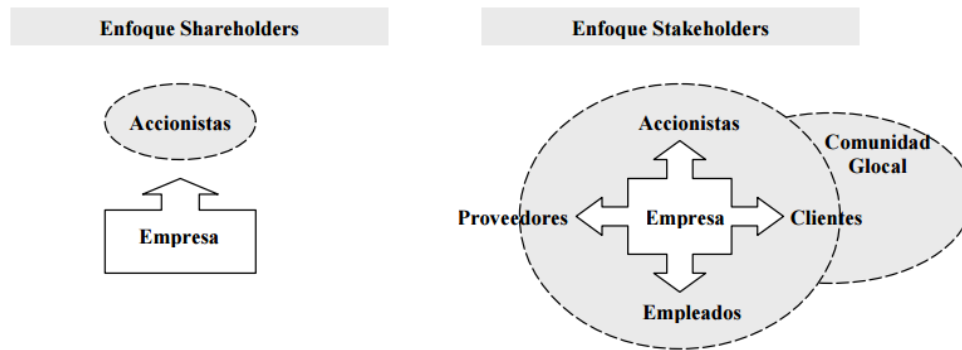 Enfoque Shareholders
Accionistas
Empresa
Enfoque Stakeholders
Accionistas
Comunidad
Glocal
Proveedores
Empresa
Clientes
Empleados